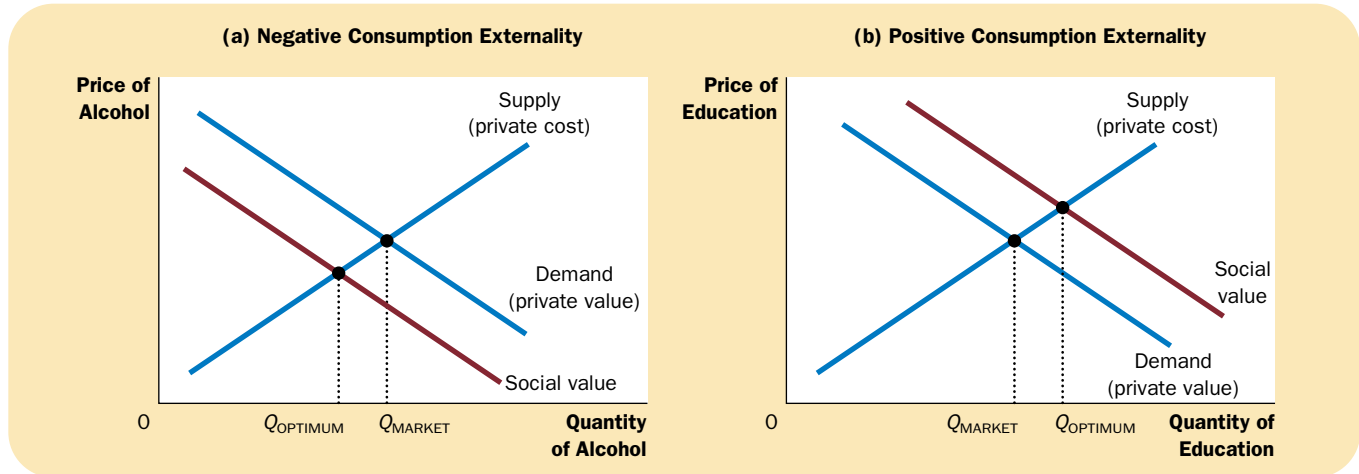 (a) Negative Consumption Externality
Price of
Alcohol
Supply
(private cost)
Demand
(private value)
Social value
0
QOPTIMUM
QMARKET
Quantity
of Alcohol
(b) Positive Consumption Externality
Price of
Education
Supply
(private cost)
Social
value
Demand
(private value)
0
QMARKET
QOPTIMUM
Quantity of
Education